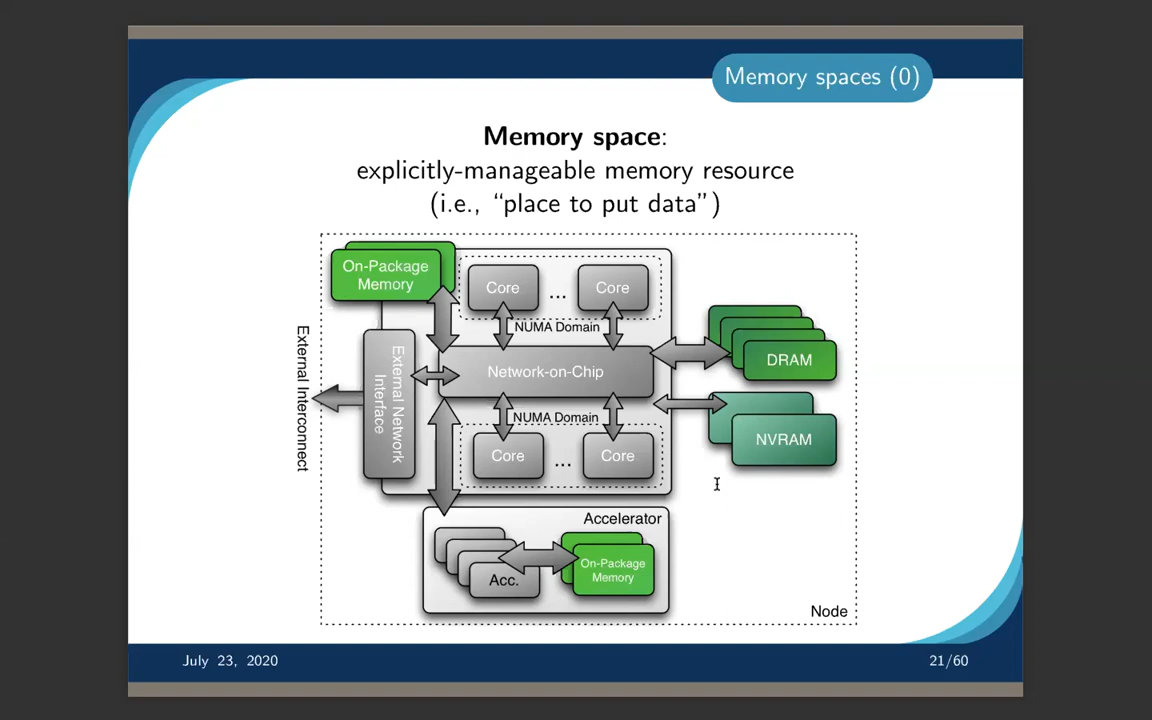 Memory spaces (0)
Memory space:
explicitly-manageable memory resource
(i.e., “place to put data”)
On-Package
Memory
Core
...
Core
NUMA Domain
External Interconnect
External Network
Interface
Network-on-Chip
DRAM
NUMA Domain
NVRAM
Core
...
Core
Accelerator
Acc.
On-Package
Memory
Node
July 23, 2020
21/60